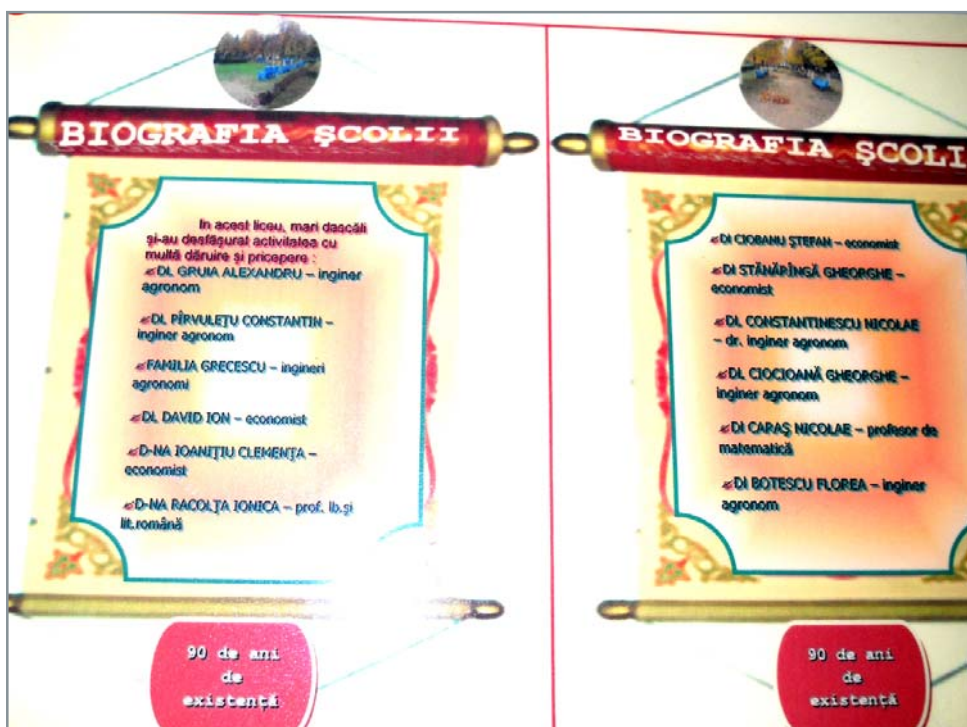 BIOGRAFIA ŞCOLII
In acest liceu, mari dascăli
şi-au desfăşurat activitatea cu
multă dăruire şi pricepere :
DL GRUIA ALEXANDRU – inginer
agronom
DL PÎRVULEŢU CONSTANTIN –
inginer agronom
FAMILIA GRECESCU – ingineri
agronomi
DL DAVID ION – economist
D-NA IOANIŢIU CLEMENŢA –
economist
D-NA RACOLŢA IONICA – prof. lb.şi
lit.română
90 de ani
de
existenţă
BIOGRAFIA ŞCOLI
Dl CIOBANU ŞTEFAN – economist
Dl STĂNĂRÎNGĂ GHEORGHE –
economist
DL CONSTANTINESCU NICOLAE
– dr. inginer agronom
DL CIOCIOANĂ GHEORGHE –
inginer agronom
Dl CARAŞ NICOLAE – profesor de
matematică
Dl BOTESCU FLOREA – inginer
agronom
90 de ani
de
existenţă